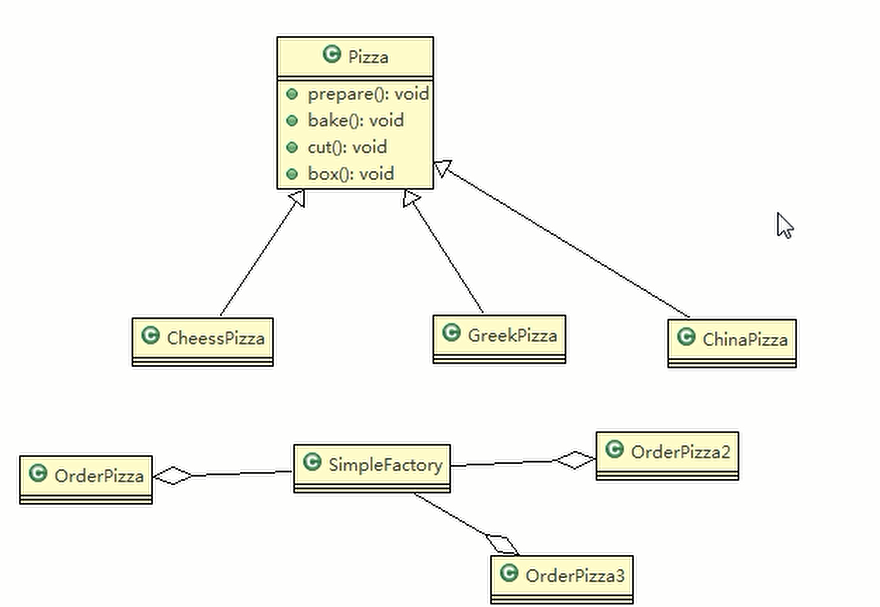 Pizza
prepare(): void
bake(): void
cut(): void
box(): void
CheessPizza
GreekPizza
ChinaPizza
OrderPizza
SimpleFactory
OrderPizza2
OrderPizza3